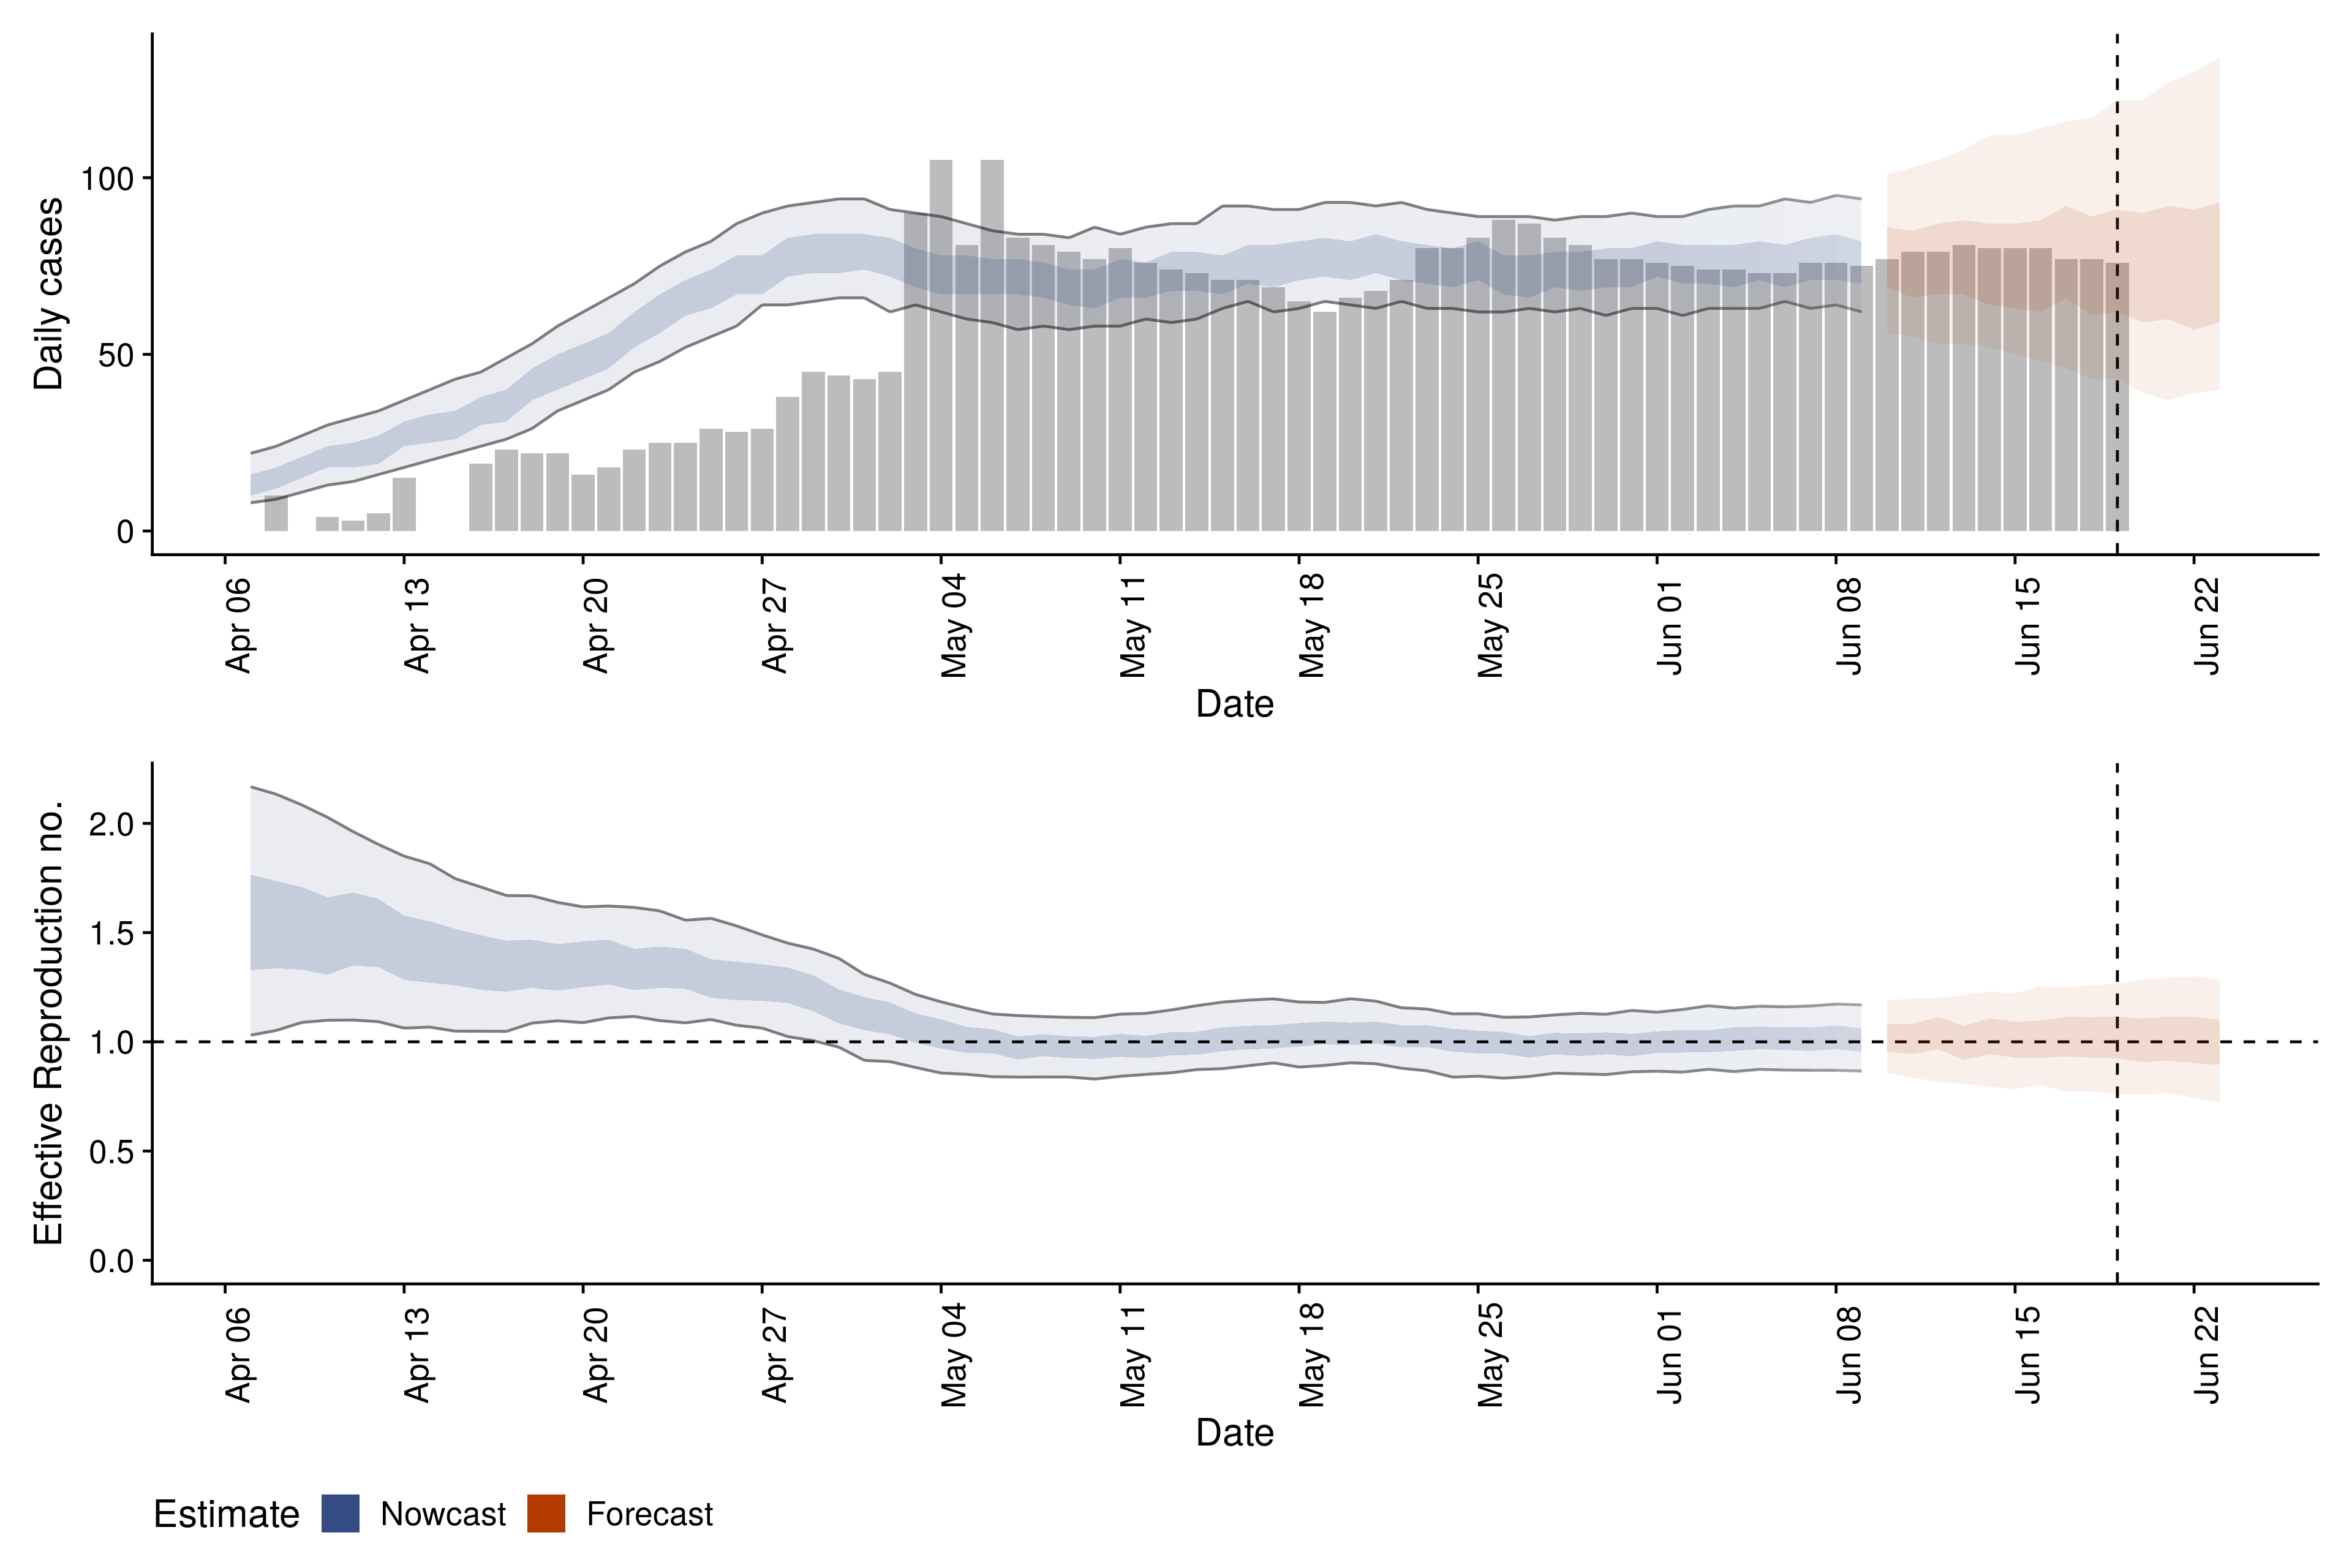 Daily cases
100
50
0
Apr 06
Apr 13
Apr 20
Apr 27
May 04
May 11
May 18
May 25
Jun 01
Jun 08
Jun 15
Jun 22
Date
Effective Reproduction no.
2.0
1.5
1.0
0.5
0.0
Apr 06
Apr 13
Apr 20
Apr 27
May 04
May 11
May 18
May 25
Jun 01
Jun 08
Jun 15
Jun 22
Date
Estimate Nowcast Forecast